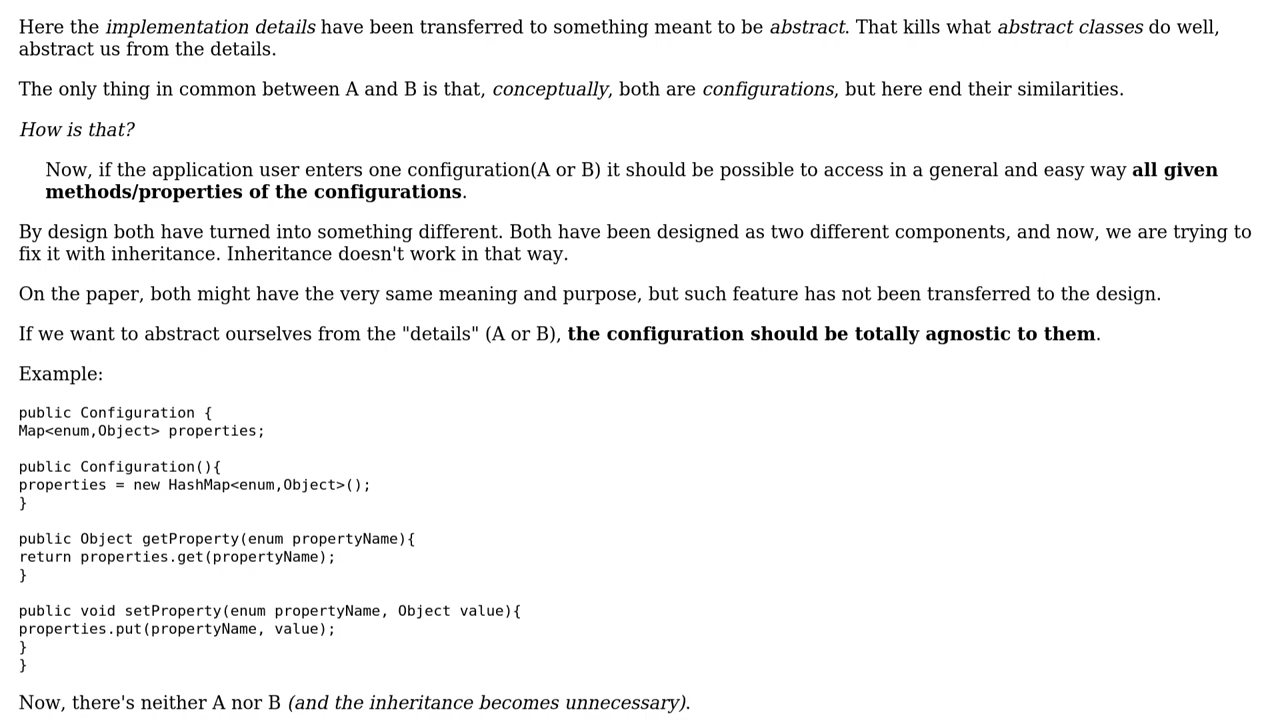 Here the implementation details have been transferred to something meant to be abstract. That kills what abstract classes do well,
abstract us from the details.
The only thing in common between A and B is that, conceptually, both are configurations, but here end their similarities.
How is that?
Now, if the application user enters one configuration(A or B) it should be possible to access in a general and easy way all given
methods/properties of the configurations.
By design both have turned into something different. Both have been designed as two different components, and now, we are trying to
fix it with inheritance. Inheritance doesn't work in that way.
On the paper, both might have the very same meaning and purpose, but such feature has not been transferred to the design.
If we want to abstract ourselves from the "details" (A or B), the configuration should be totally agnostic to them.
Example:
public Configuration {
Map<enum,Object> properties;
public Configuration(){
properties = new HashMap<enum,Object>();
}
public Object getProperty(enum propertyName){
return properties.get(propertyName);
}
public void setProperty(enum propertyName, Object value){
properties.put(propertyName, value);
}
}
Now, there's neither A nor B (and the inheritance becomes unnecessary).